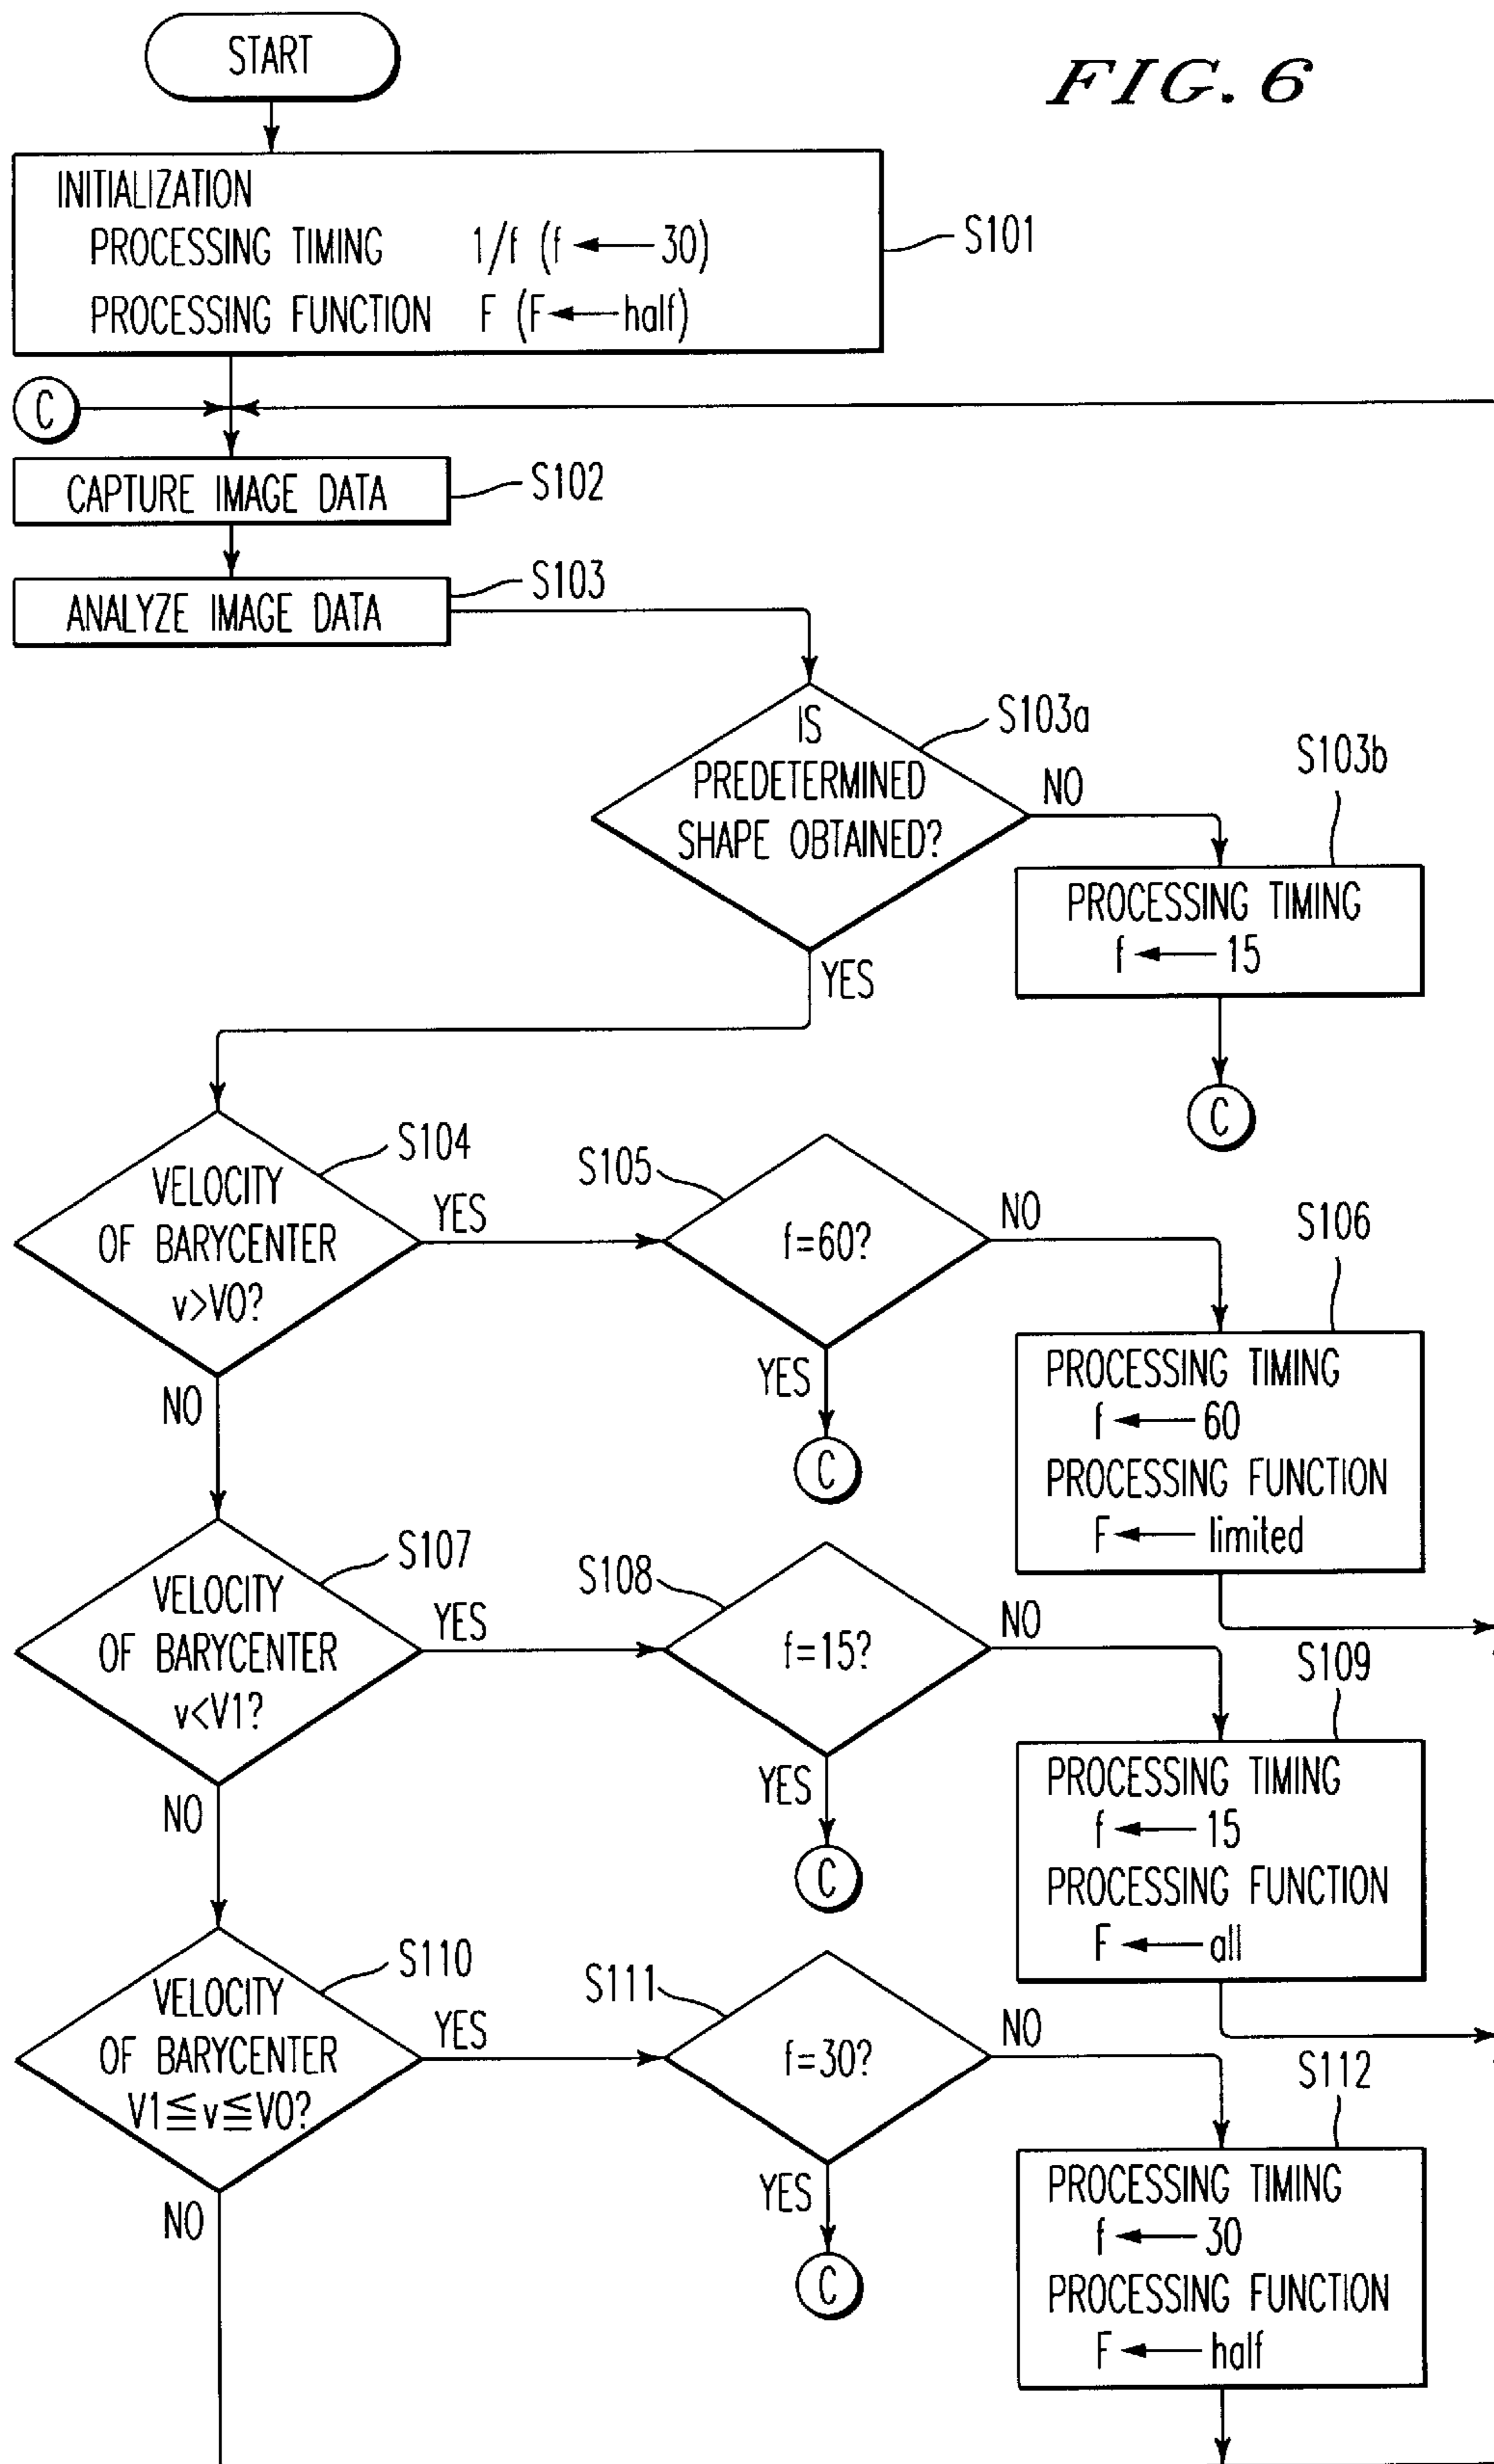 START
FIG. 6
INITIALIZATION
PROCESSING TIMING 1/f (f ← 30)
PROCESSING FUNCTION F (F ← half)
S101
C
CAPTURE IMAGE DATA
S102
ANALYZE IMAGE DATA
S103
IS
PREDETERMINED
SHAPE OBTAINED?
S103a
NO
YES
S103b
PROCESSING TIMING
f ← 15
C
VELOCITY
OF BARYCENTER
v>V0?
S104
YES
NO
S105
f=60?
NO
YES
C
S106
PROCESSING TIMING
f ← 60
PROCESSING FUNCTION
F ← limited
VELOCITY
OF BARYCENTER
v<V1?
S107
YES
NO
S108
f=15?
NO
YES
C
S109
PROCESSING TIMING
f ← 15
PROCESSING FUNCTION
F ← all
VELOCITY
OF BARYCENTER
V1≦v≦V0?
S110
YES
NO
S111
f=30?
NO
YES
C
S112
PROCESSING TIMING
f ← 30
PROCESSING FUNCTION
F ← half